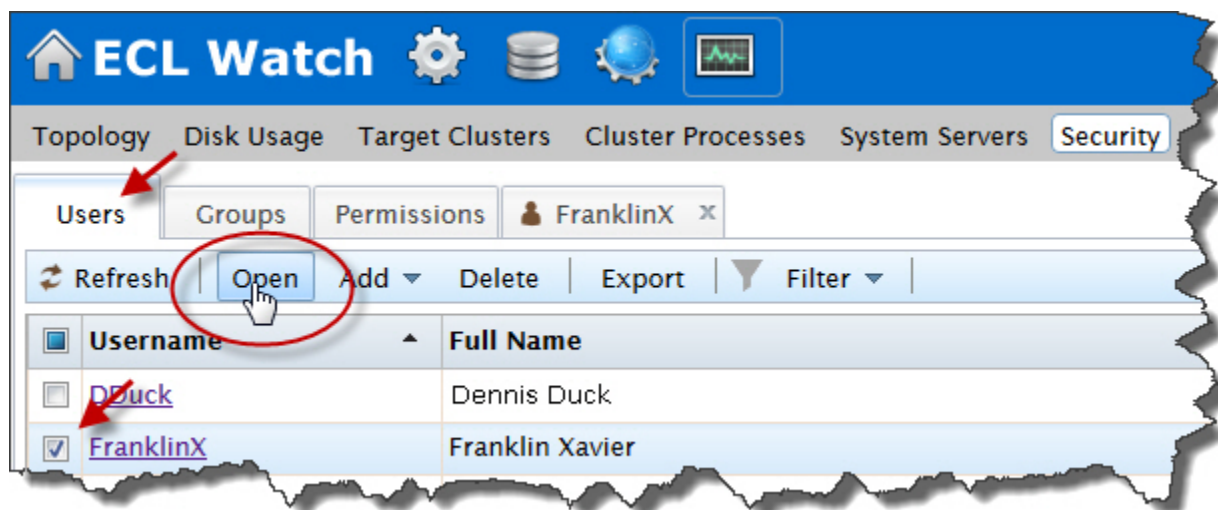 ECL Watch
Topology Disk Usage Target Clusters Cluster Processes System Servers Security
Users Groups Permissions FranklinX x
Refresh Open Add Delete Export Filter
Username Full Name
DDuck Dennis Duck
FranklinX Franklin Xavier